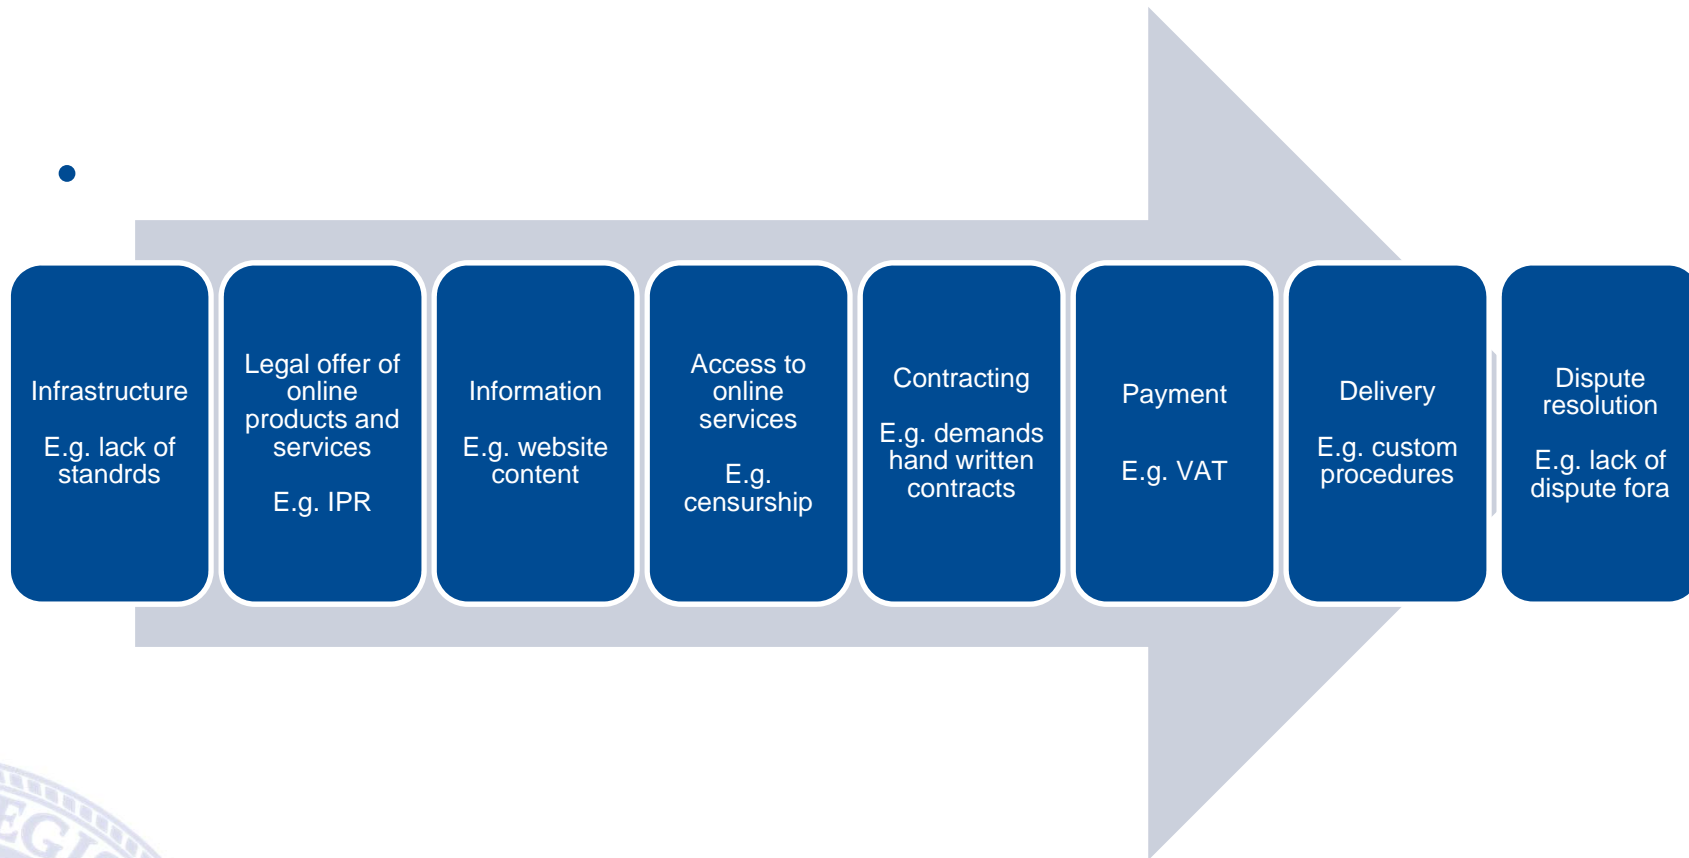 Infrastructure
E.g. lack of
standrds
Legal offer of
online
products and
services
E.g. IPR
Information
E.g. website
content
Access to
online
services
E.g.
censurship
Contracting
E.g. demands
hand written
contracts
Payment
E.g. VAT
Delivery
E.g. custom
procedures
Dispute
resolution
E.g. lack of
dispute fora